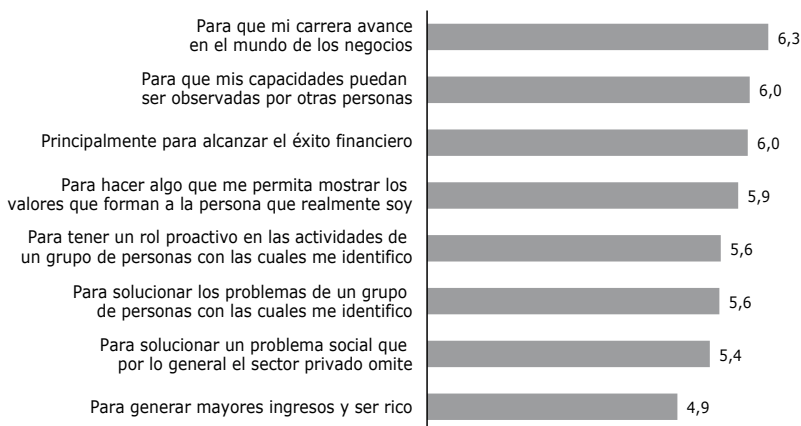 Para que mi carrera avance
en el mundo de los negocios
6,3
Para que mis capacidades puedan
ser observadas por otras personas
6,0
Principalmente para alcanzar el éxito financiero
6,0
Para hacer algo que me permita mostrar los
valores que forman a la persona que realmente soy
5,9
Para tener un rol proactivo en las actividades de
un grupo de personas con las cuales me identifico
5,6
Para solucionar los problemas de un grupo
de personas con las cuales me identifico
5,6
Para solucionar un problema social que
por lo general el sector privado omite
5,4
Para generar mayores ingresos y ser rico
4,9